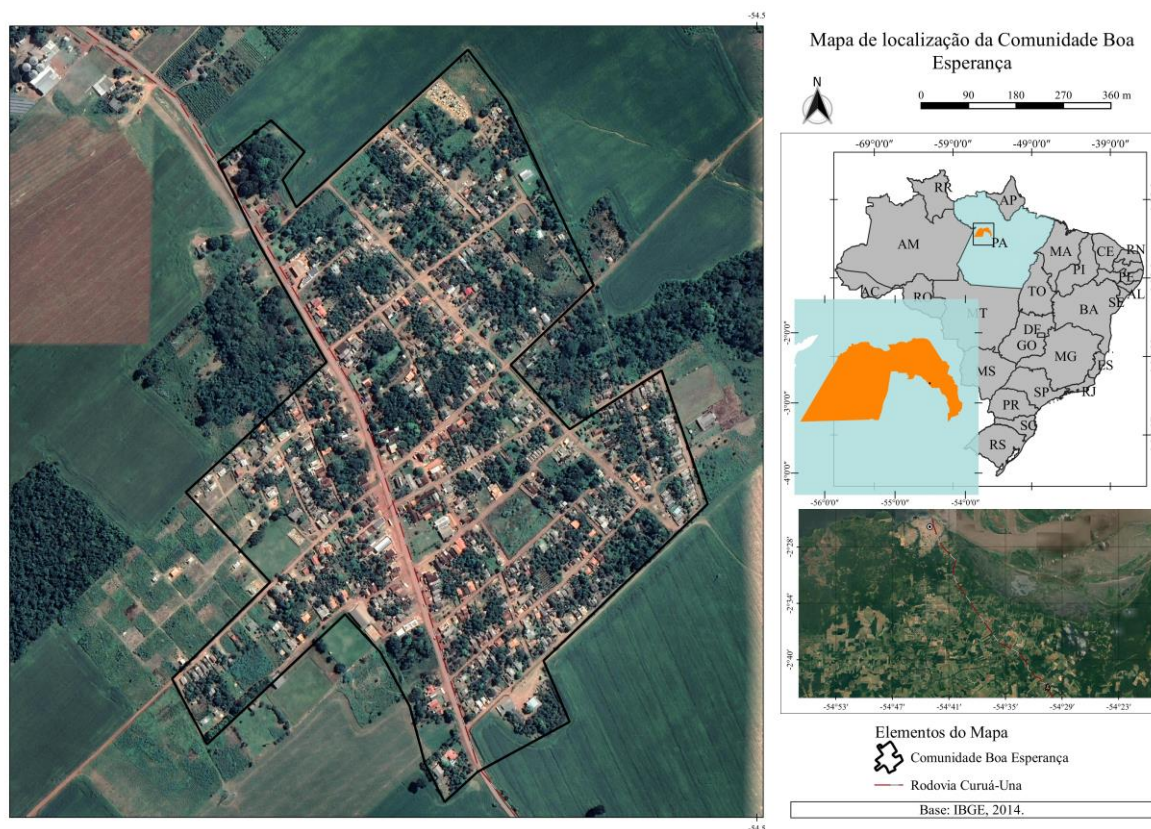 -54.5
-54.5
Mapa de localização da Comunidade Boa
Esperança
N
0 90 180 270 360 m
-69°0'0" -59°0'0" -49°0'0" -39°0'0"
RR
AP
AM
PA
MA
CE
RN
PI
PE
AC
RO
TO
AL
SE
MT
BA
DF
GO
MG
ES
MS
SP
RJ
PR
SC
RS
-2°0'0"
-3°0'0"
-4°0'0"
-56°0'0" -55°0'0" -54°0'0"
-2°28'
-2°34'
-2°40'
-54°53' -54°47' -54°41' -54°35' -54°29' -54°23'
Elementos do Mapa
Comunidade Boa Esperança
Rodovia Curuá-Una
Base: IBGE, 2014.